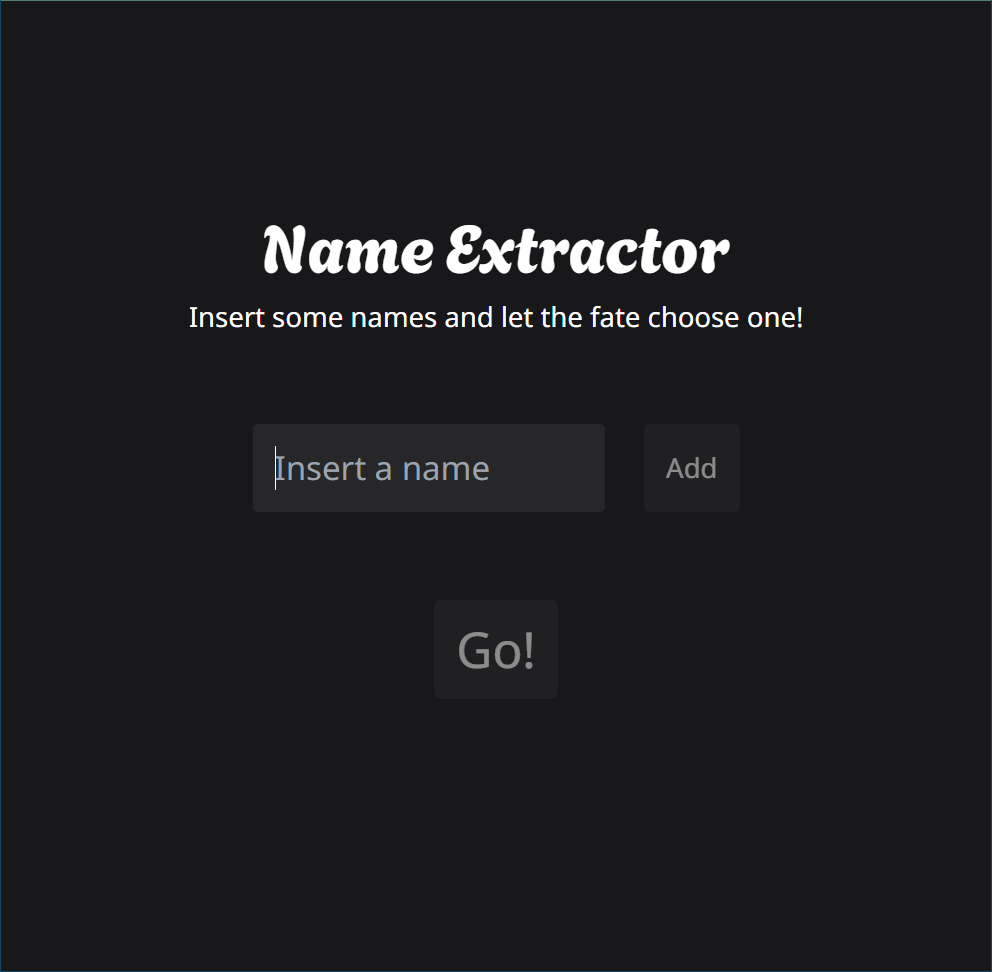 Name Extractor
Insert some names and let the fate choose one!
Insert a name
Add
Go!